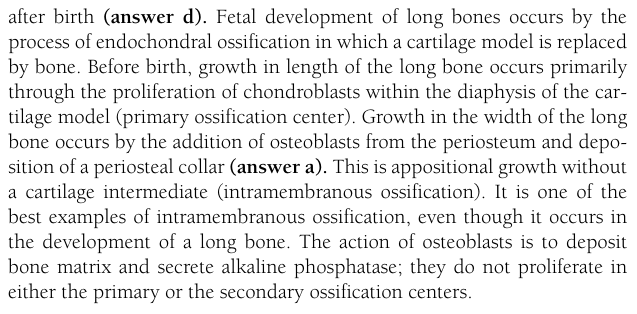 after birth (answer d). Fetal development of long bones occurs by the
process of endochondral ossification in which a cartilage model is replaced
by bone. Before birth, growth in length of the long bone occurs primarily
through the proliferation of chondroblasts within the diaphysis of the car-
tilage model (primary ossification center). Growth in the width of the long
bone occurs by the addition of osteoblasts from the periosteum and depo-
sition of a periosteal collar (answer a). This is appositional growth without
a cartilage intermediate (intramembranous ossification). It is one of the
best examples of intramembranous ossification, even though it occurs in
the development of a long bone. The action of osteoblasts is to deposit
bone matrix and secrete alkaline phosphatase; they do not proliferate in
either the primary or the secondary ossification centers.